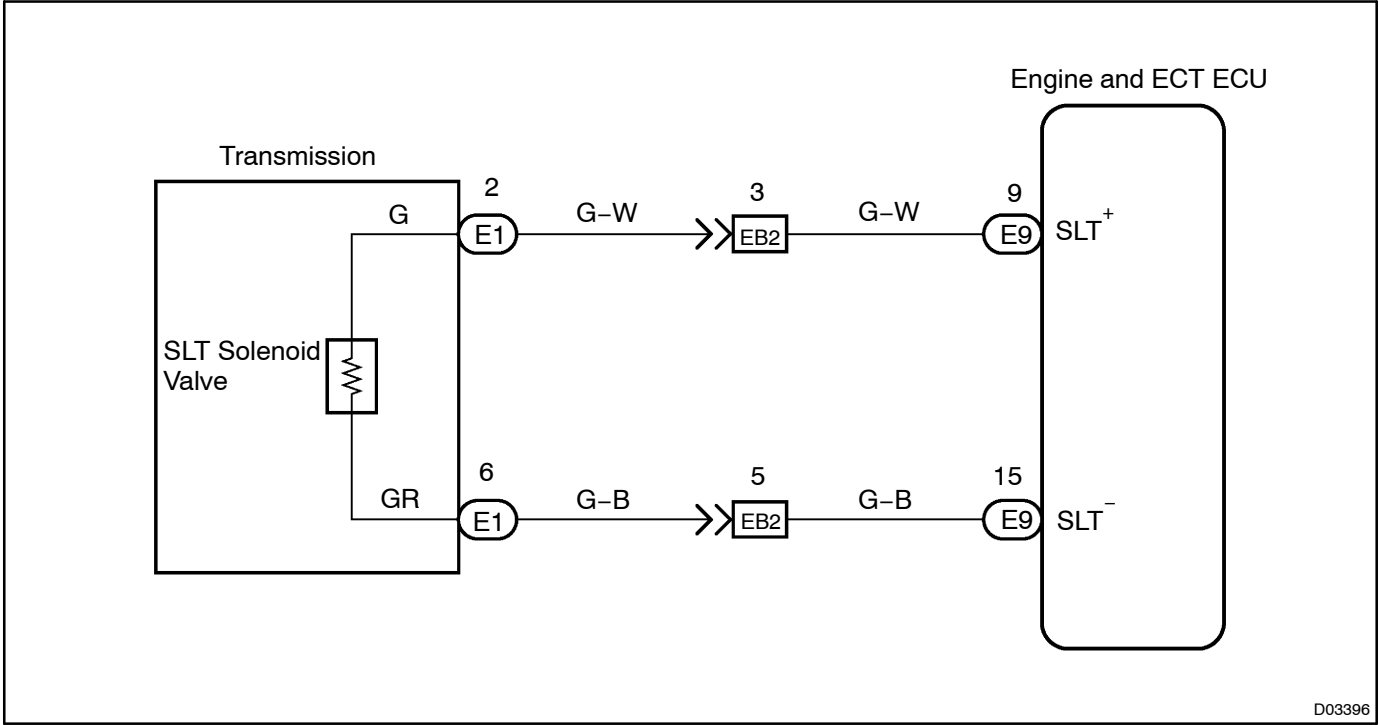 Engine and ECT ECU
Transmission
2
3
9
G
G−W
G−W
E1
EB2
E9
SLT+
SLT Solenoid
Valve
6
5
15
GR
G−B
G−B
E1
EB2
E9
SLT−
D03396